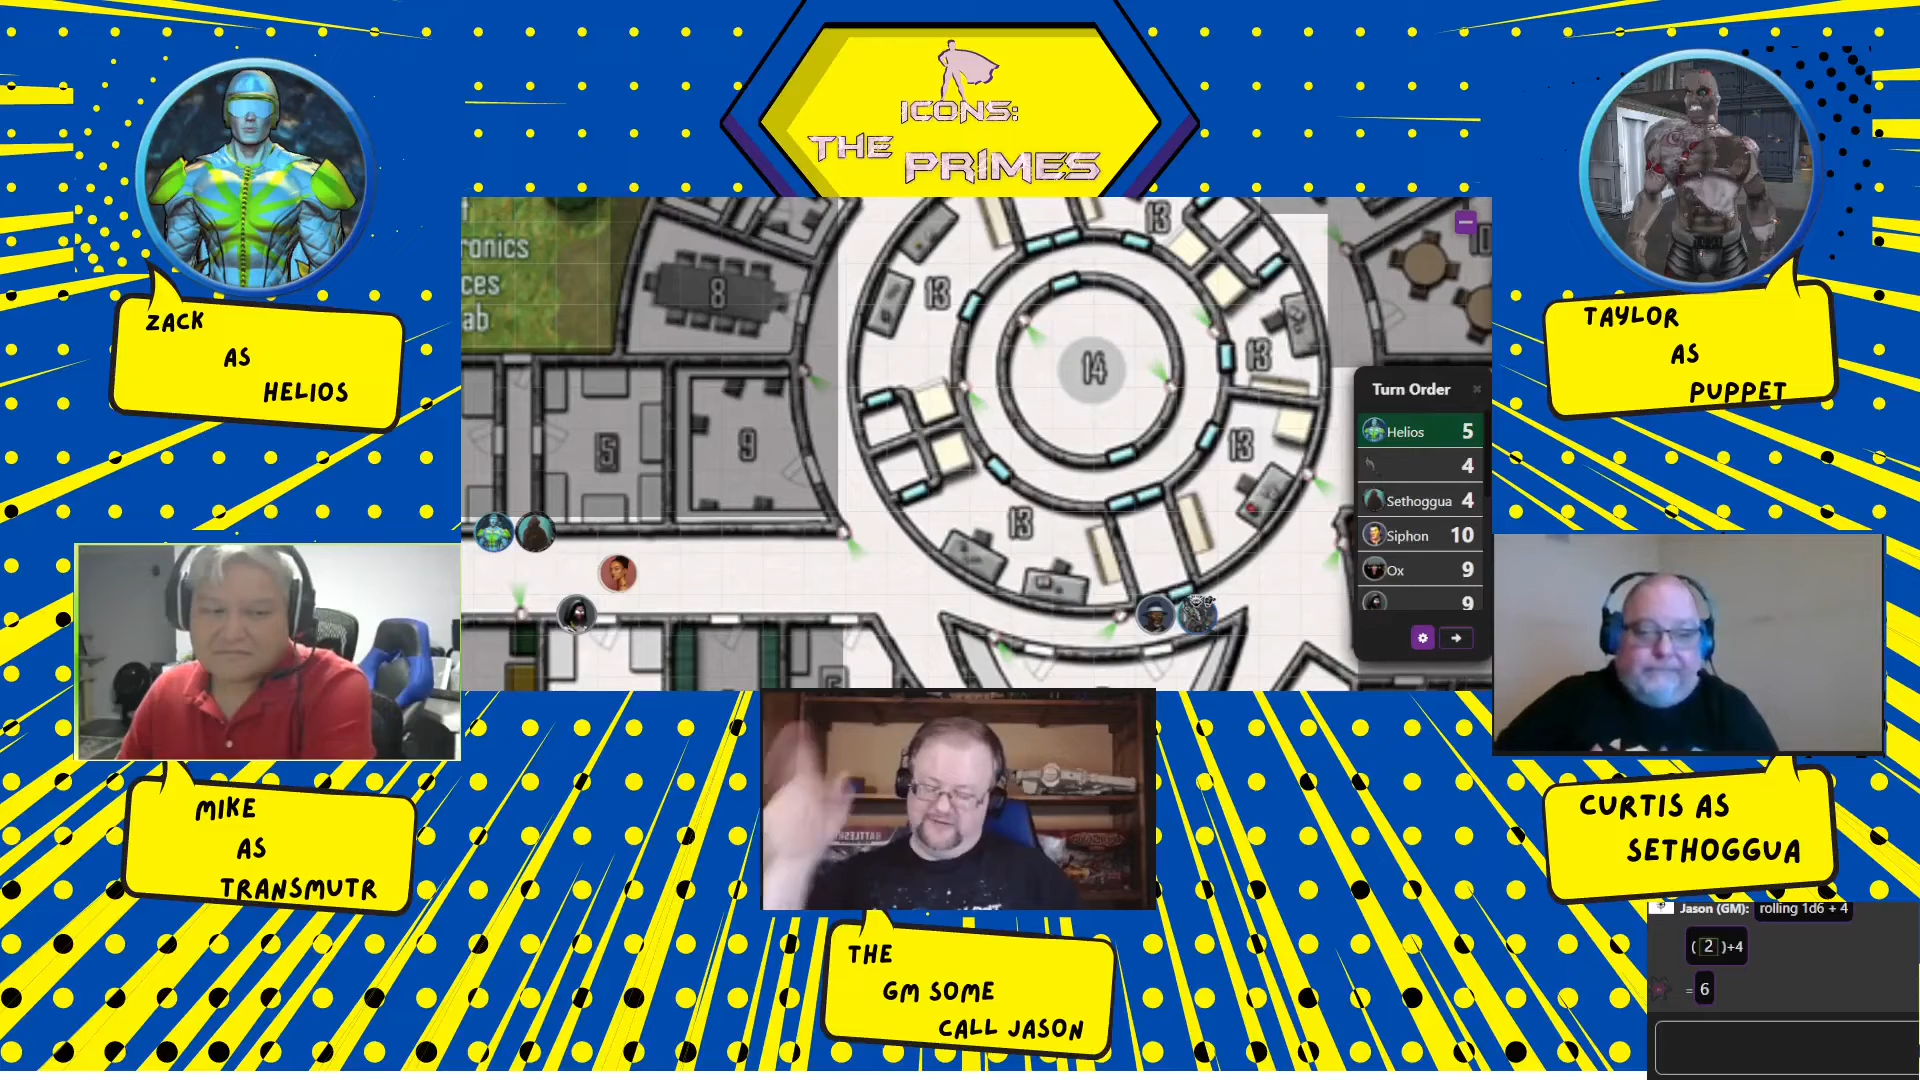 ICONS:
THE PRIMES
ZACK
AS
HELIOS
TAYLOR
AS
PUPPET
ronics
ces
ab
8
13
13
13
14
5
9
13
13
Turn Order
Helios 5
4
Sethoggua 4
Siphon 10
Ox 9
9
MIKE
AS
TRANSMUTR
CURTIS AS
SETHOGGUA
THE
GM SOME
CALL JASON
Jason (GM): rolling 1d6 + 4
(2)+4
=6